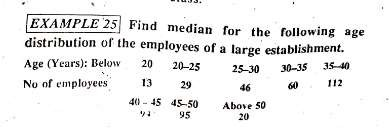 EXAMPLE 25 Find median for the following age
distribution of the employees of a large establishment.
Age (Years): Below 20 20–25 25–30 30–35 35–40
No of employees 13 29 46 60 112
40 – 45 45–50 Above 50
95 20